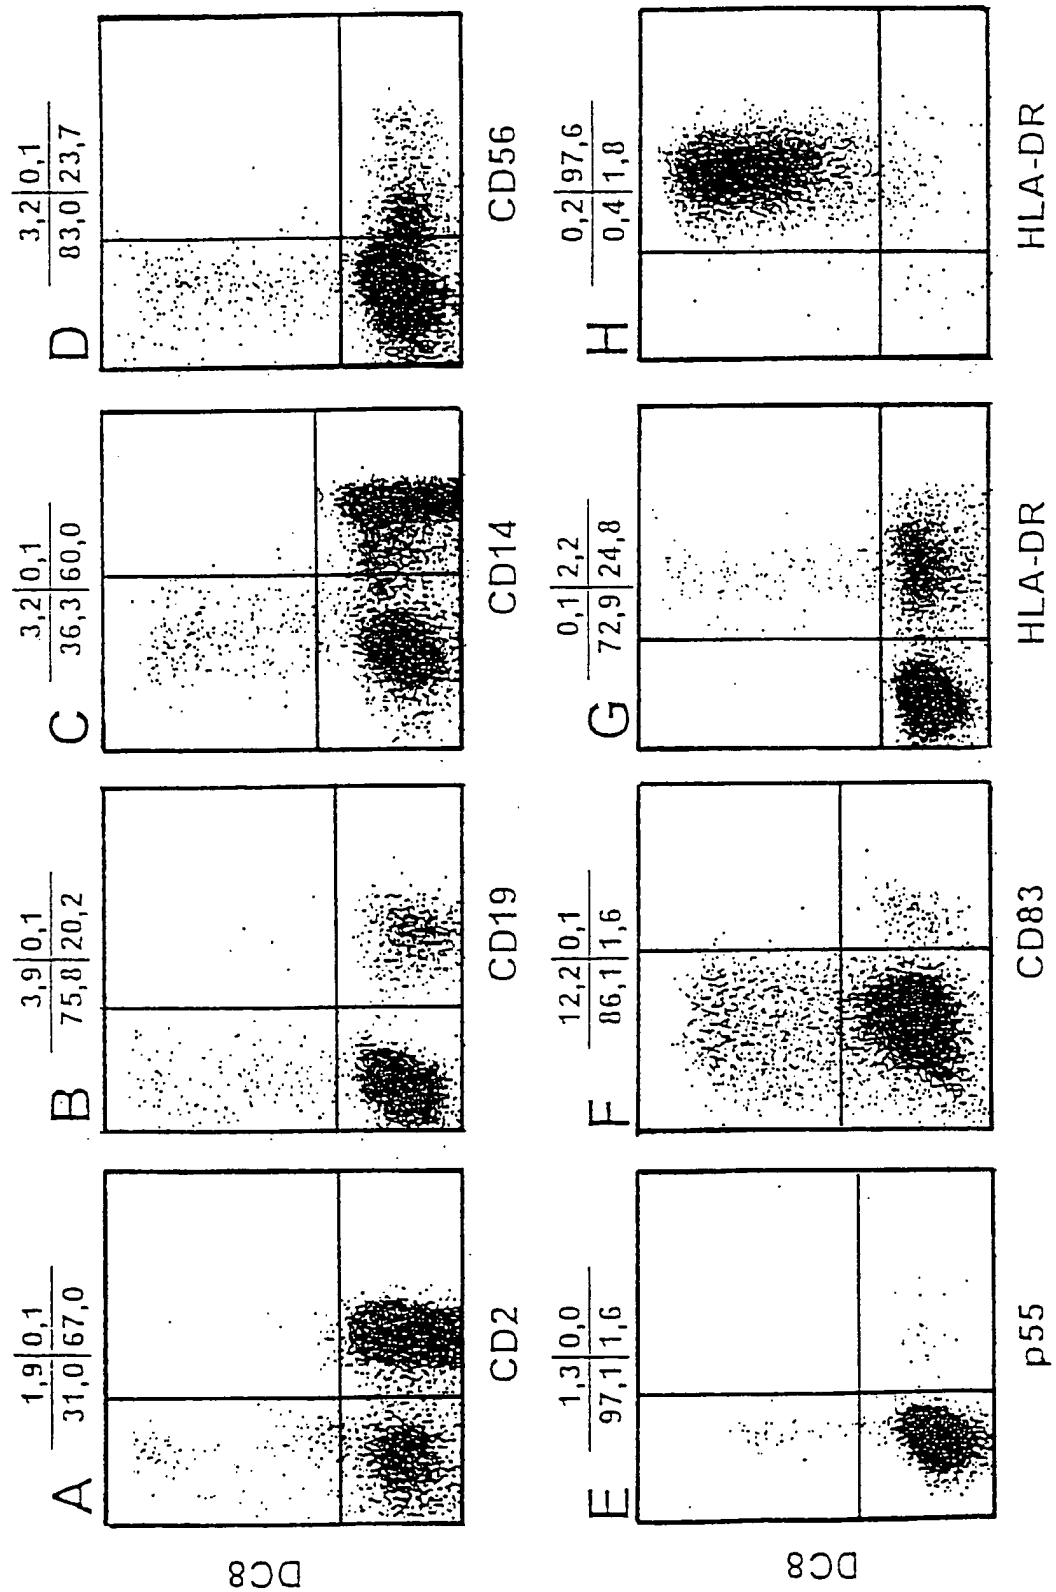 A
1,9 0,1
31,0 67,0
CD2
B
3,9 0,1
75,8 20,2
CD19
C
3,2 0,1
36,3 60,0
CD14
D
3,2 0,1
83,0 23,7
CD56
DC8
E
1,3 0,0
97,1 1,6
p55
F
12,2 0,1
86,1 1,6
CD83
G
0,1 2,2
72,9 24,8
HLA-DR
H
0,2 97,6
0,4 1,8
HLA-DR
DC8